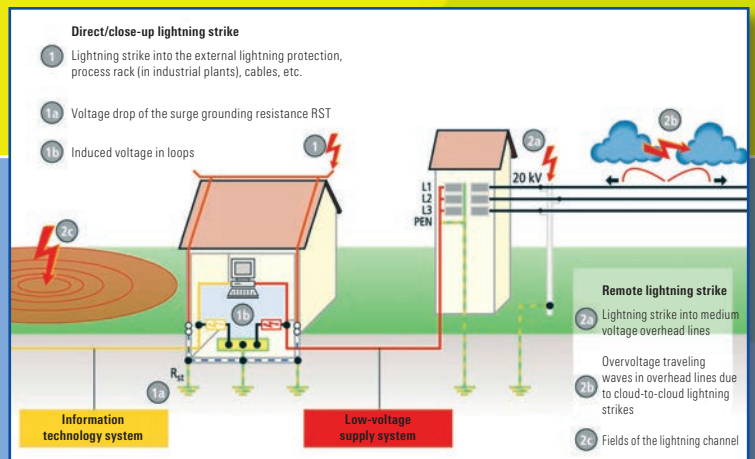 Direct/close-up lightning strike
1 Lightning strike into the external lightning protection,
process rack (in industrial plants), cables, etc.
1a Voltage drop of the surge grounding resistance RST
1b Induced voltage in loops
1
2a
2b
20 kV
L1
L2
L3
PEN
2c
1b
Rst
1a
Information
technology system
Low-voltage
supply system
Remote lightning strike
2a Lightning strike into medium
voltage overhead lines
2b Overvoltage traveling
waves in overhead lines due
to cloud-to-cloud lightning
strikes
2c Fields of the lightning channel